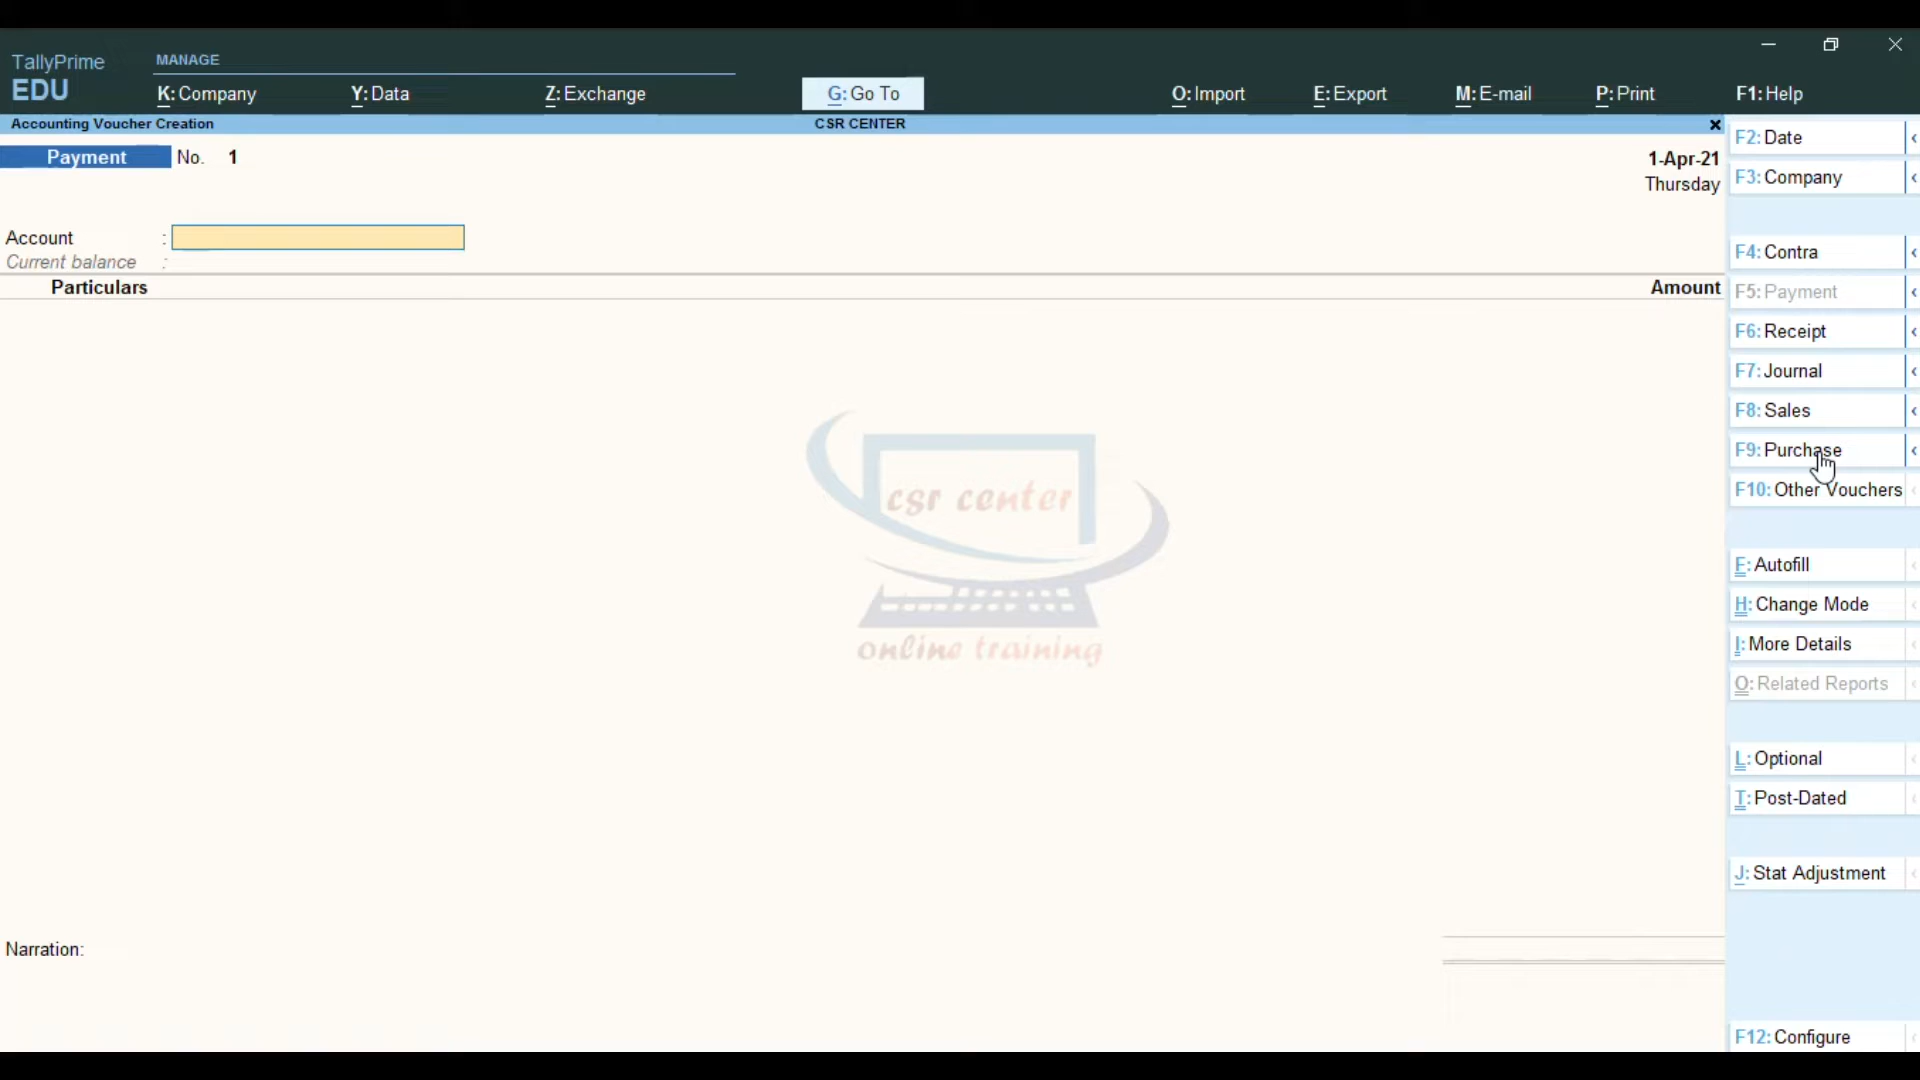 TallyPrime
EDU
MANAGE
K: Company
Y: Data
Z: Exchange
G: Go To
O: Import
E: Export
M: E-mail
P: Print
F1: Help
Accounting Voucher Creation
CSR CENTER
Payment No. 1
1-Apr-21
Thursday
Account :
Current balance :
Particulars Amount
csr center
online training
Narration:
F2: Date
F3: Company
F4: Contra
F5: Payment
F6: Receipt
F7: Journal
F8: Sales
F9: Purchase
F10: Other Vouchers
F: Autofill
H: Change Mode
I: More Details
O: Related Reports
L: Optional
T: Post-Dated
J: Stat Adjustment
F12: Configure